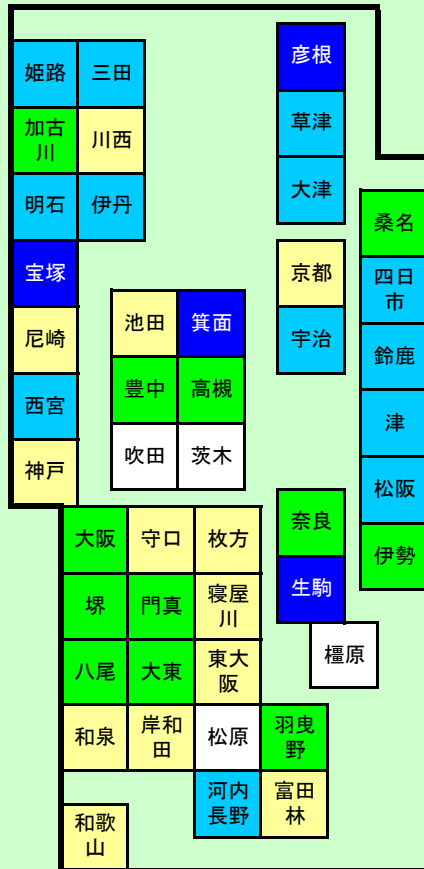 姫路
三田
加古
川
川西
明石
伊丹
宝塚
尼崎
西宮
神戸
池田
箕面
豊中
高槻
吹田
茨木
彦根
草津
大津
京都
宇治
桑名
四日
市
鈴鹿
津
松阪
伊勢
奈良
生駒
橿原
大阪
守口
枚方
堺
門真
寝屋
川
八尾
大東
東大
阪
和泉
岸和
田
松原
羽曳
野
河内
長野
富田
林
和歌
山